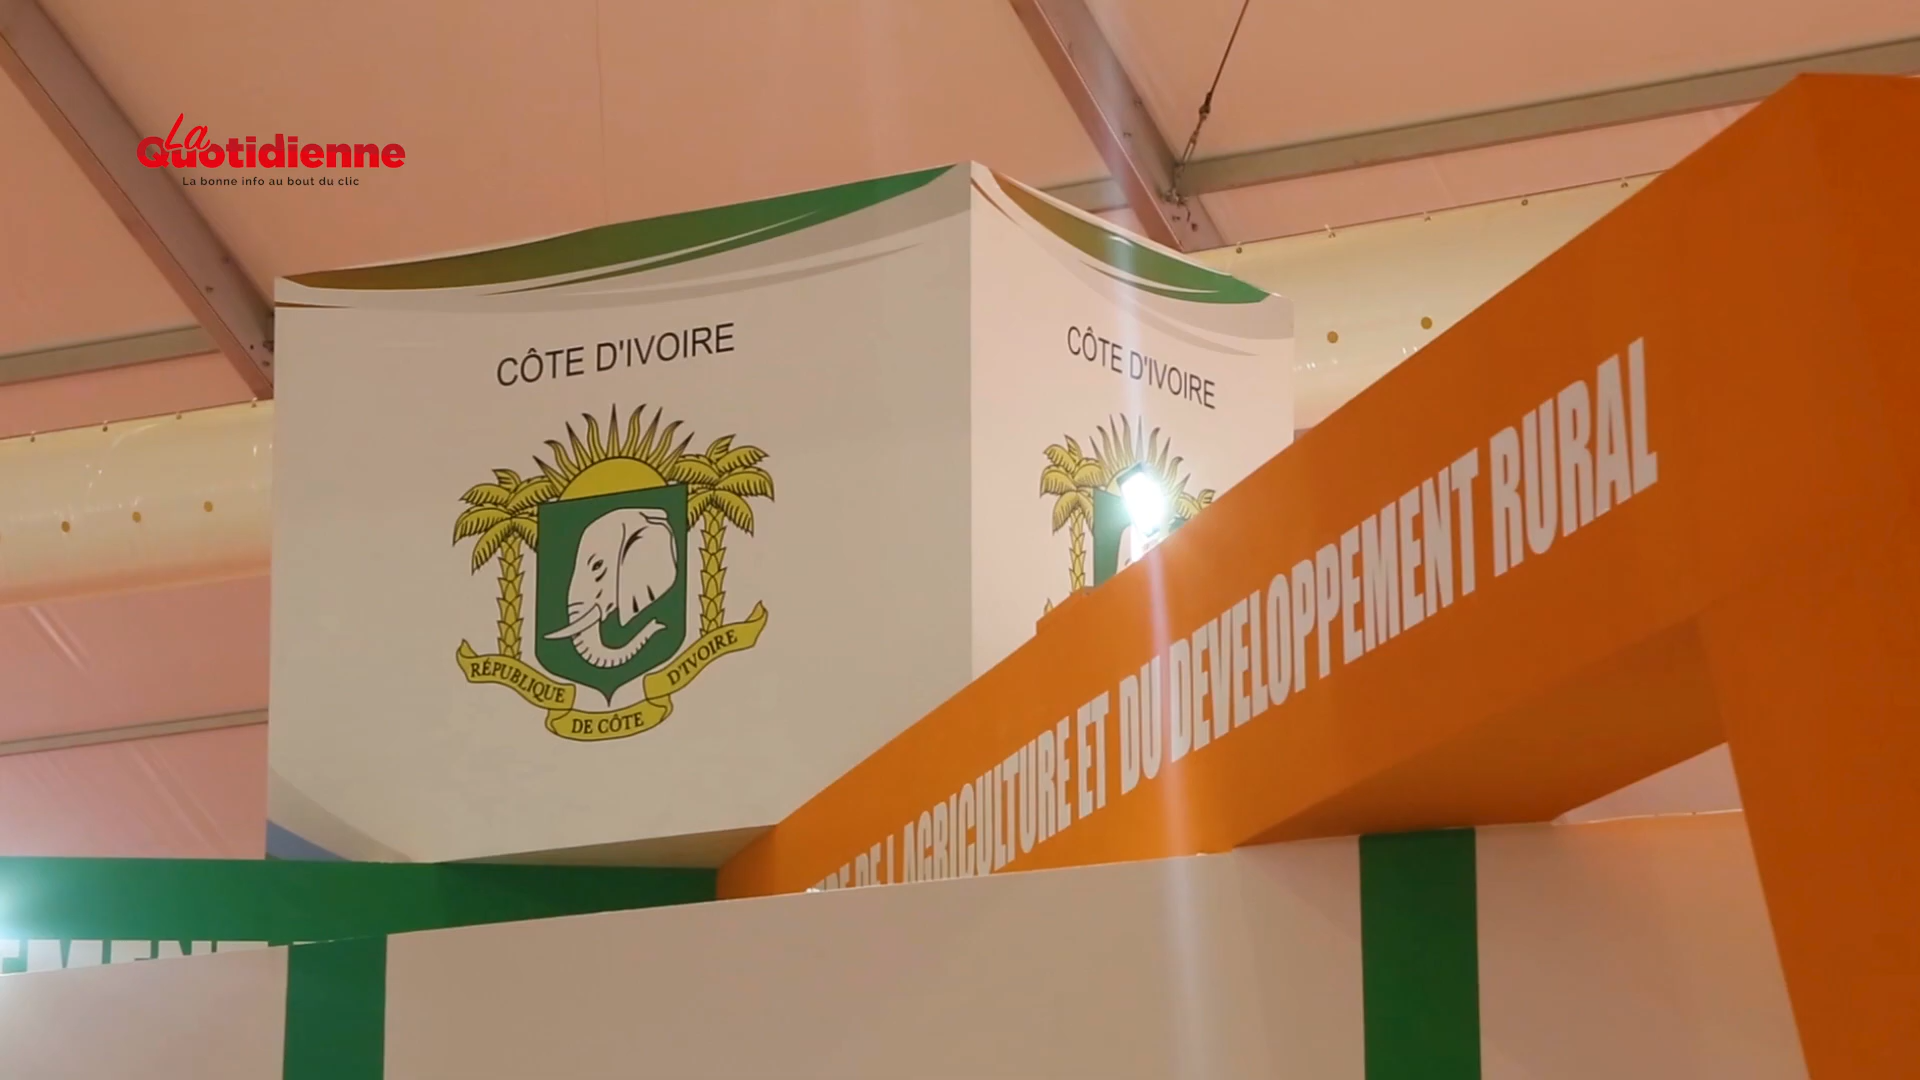 La
Quotidienne
La bonne info au bout du clic
CÔTE D'IVOIRE
RÉPUBLIQUE
DE CÔTE
D'IVOIRE
CÔTE D'IVOIRE
DE L'AGRICULTURE ET DU DEVELOPPEMENT RURAL